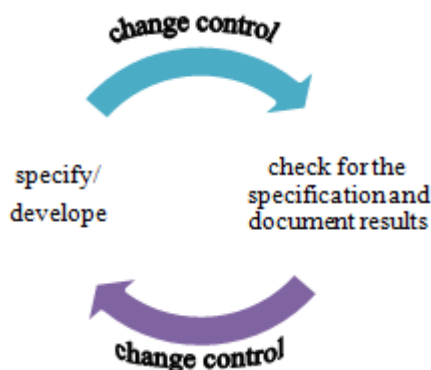 change control
specify/
develope
check for the
specification and
document results
change control